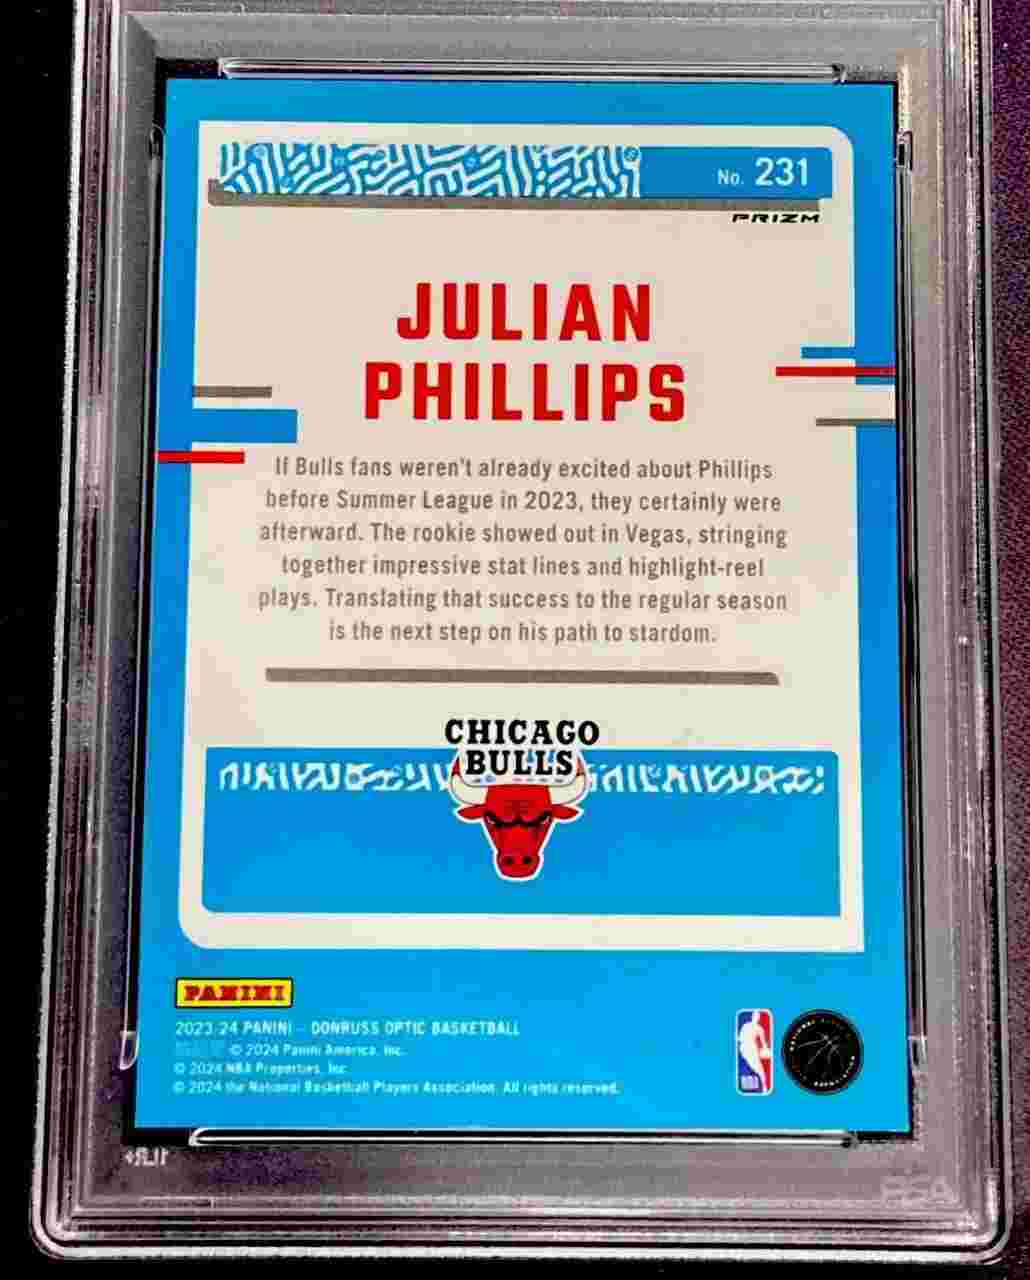 No. 231
PRIZM
JULIAN
PHILLIPS
If Bulls fans weren't already excited about Phillips
before Summer League in 2023, they certainly were
afterward. The rookie showed out in Vegas, stringing
together impressive stat lines and highlight-reel
plays. Translating that success to the regular season
is the next step on his path to stardom.
CHICAGO
BULLS
PANINI
2023-24 PANINI – DONRUSS OPTIC BASKETBALL
© 2024 Panini America, Inc.
© 2024 NBA Properties, Inc.
© 2024 the National Basketball Players Association. All rights reserved.
NBA
PSA